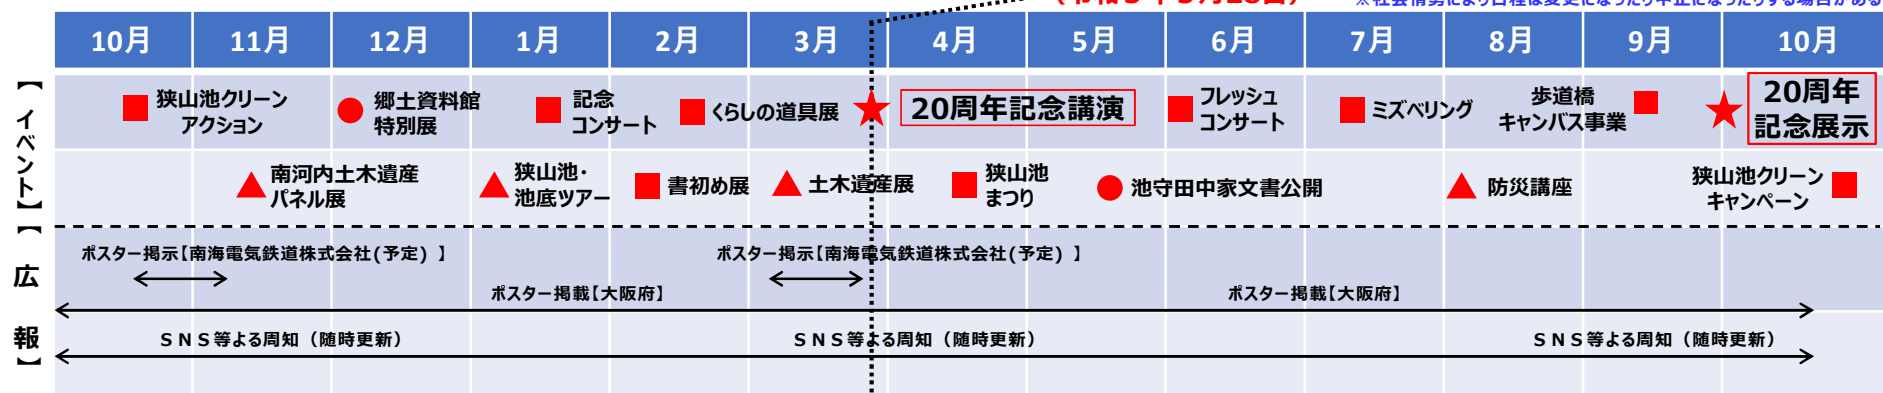 10月 11月 12月 1月 2月 3月 4月 5月 6月 7月 8月 9月 10月
【イベント】
狭山池クリーン
アクション
郷土資料館
特別展
記念
コンサート
くらしの道具展
20周年記念講演
フレッシュ
コンサート
ミズベリング
歩道橋
キャンバス事業
20周年
記念展示
南河内土木遺産
パネル展
狭山池・
池底ツアー
書初め展
土木遺産展
狭山池
まつり
池守田中家文書公開
防災講座
狭山池クリーン
キャンペーン
【広報】
ポスター掲示【南海電気鉄道株式会社(予定) 】
ポスター掲示【南海電気鉄道株式会社(予定) 】
ポスター掲載【大阪府】
ポスター掲載【大阪府】
ＳＮＳ等よる周知（随時更新）
ＳＮＳ等よる周知（随時更新）
ＳＮＳ等よる周知（随時更新）